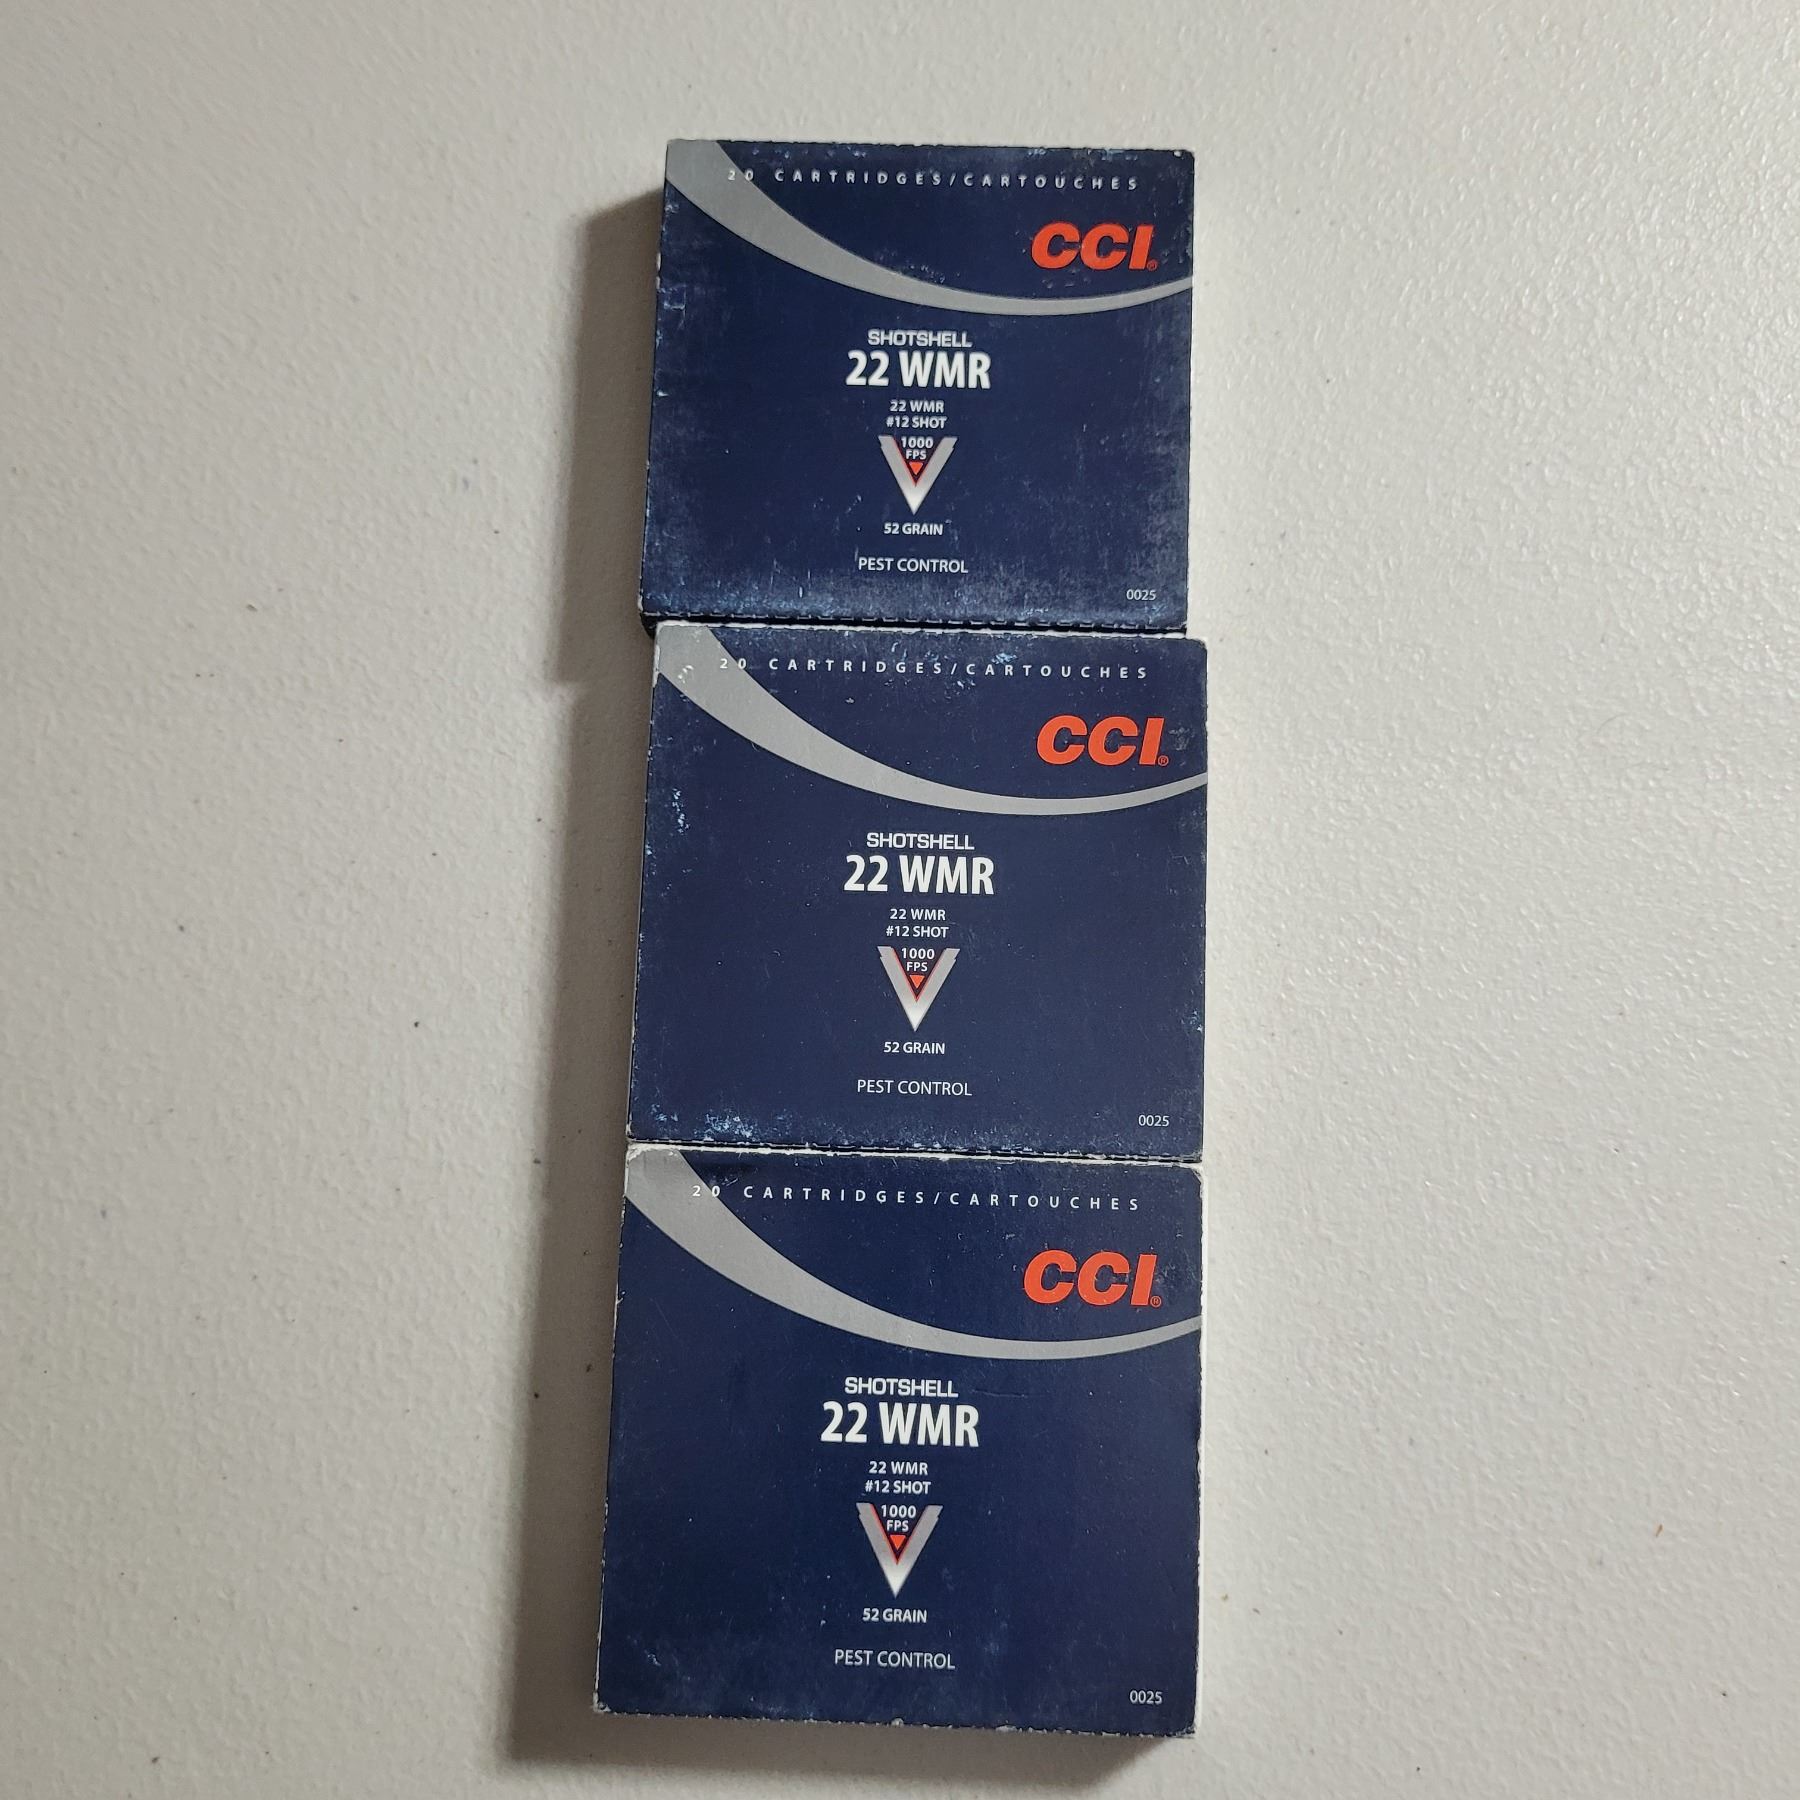 20 CARTRIDGES/CARTOUCHES
CCI®
SHOTSHELL
22 WMR
22 WMR
#12 SHOT
1000
FPS
52 GRAIN
PEST CONTROL
0025
20 CARTRIDGES/CARTOUCHES
CCI®
SHOTSHELL
22 WMR
22 WMR
#12 SHOT
1000
FPS
52 GRAIN
PEST CONTROL
0025
20 CARTRIDGES/CARTOUCHES
CCI®
SHOTSHELL
22 WMR
22 WMR
#12 SHOT
1000
FPS
52 GRAIN
PEST CONTROL
0025